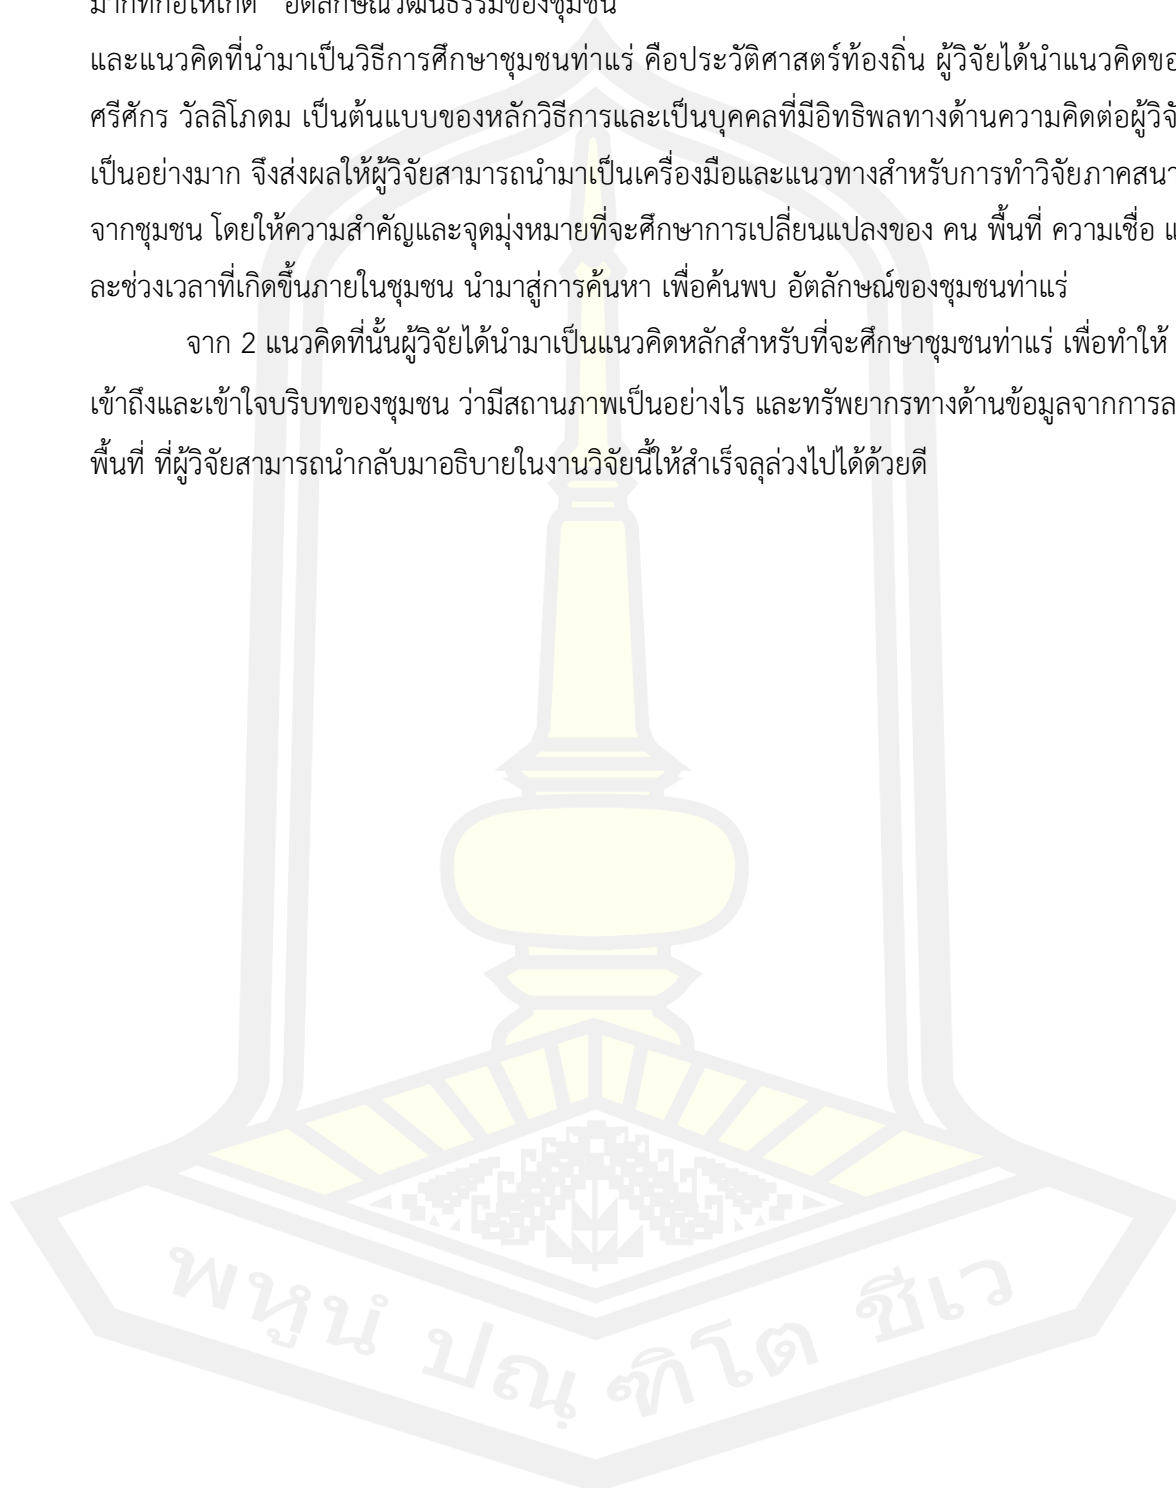 อัตลักษณ์วัฒนธรรมของชุมชน
และแนวคิดที่นำมาเป็นวิธีการศึกษาชุมชนท่าแร่ คือประวัติศาสตร์ท้องถิ่น ผู้วิจัยได้นำแนวคิดขอ
ศรีศักร วัลลิโภดม เป็นต้นแบบของหลักวิธีการและเป็นบุคคลที่มีอิทธิพลทางด้านความคิดต่อผู้วิจั
เป็นอย่างมาก จึงส่งผลให้ผู้วิจัยสามารถนำมาเป็นเครื่องมือและแนวทางสำหรับการทำวิจัยภาคสนา
จากชุมชน โดยให้ความสำคัญและจุดมุ่งหมายที่จะศึกษาการเปลี่ยนแปลงของ คน พื้นที่ ความเชื่อ แ
ละช่วงเวลาที่เกิดขึ้นภายในชุมชน นำมาสู่การค้นหา เพื่อค้นพบ อัตลักษณ์ของชุมชนท่าแร่
จาก 2 แนวคิดที่นั้นผู้วิจัยได้นำมาเป็นแนวคิดหลักสำหรับที่จะศึกษาชุมชนท่าแร่ เพื่อทำให้
เข้าถึงและเข้าใจบริบทของชุมชน ว่ามีสถานภาพเป็นอย่างไร และทรัพยากรทางด้านข้อมูลจากการล
พื้นที่ ที่ผู้วิจัยสามารถนำกลับมาอธิบายในงานวิจัยนี้ให้สำเร็จลุล่วงไปได้ด้วยดี
พหูนํ ปณฺฑิโต ชีเว